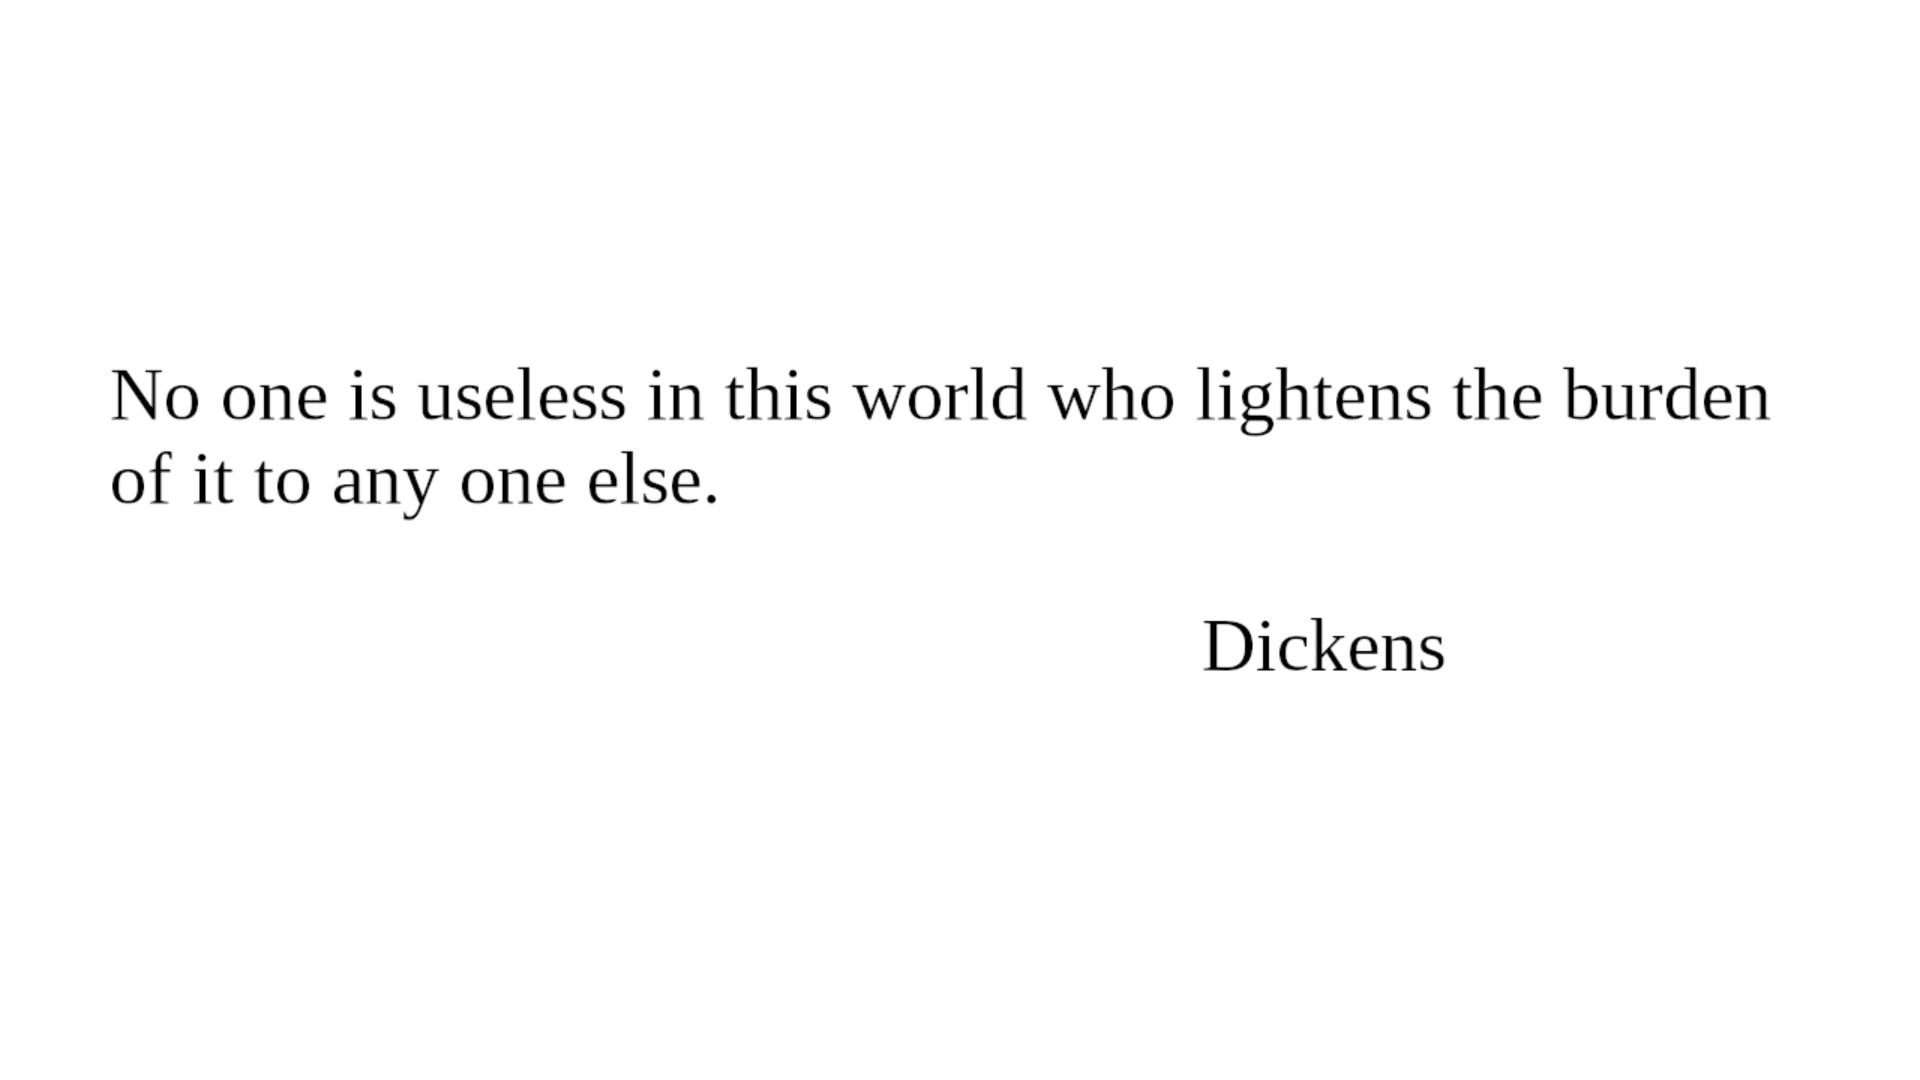 No one is useless in this world who lightens the burden
of it to any one else.
Dickens